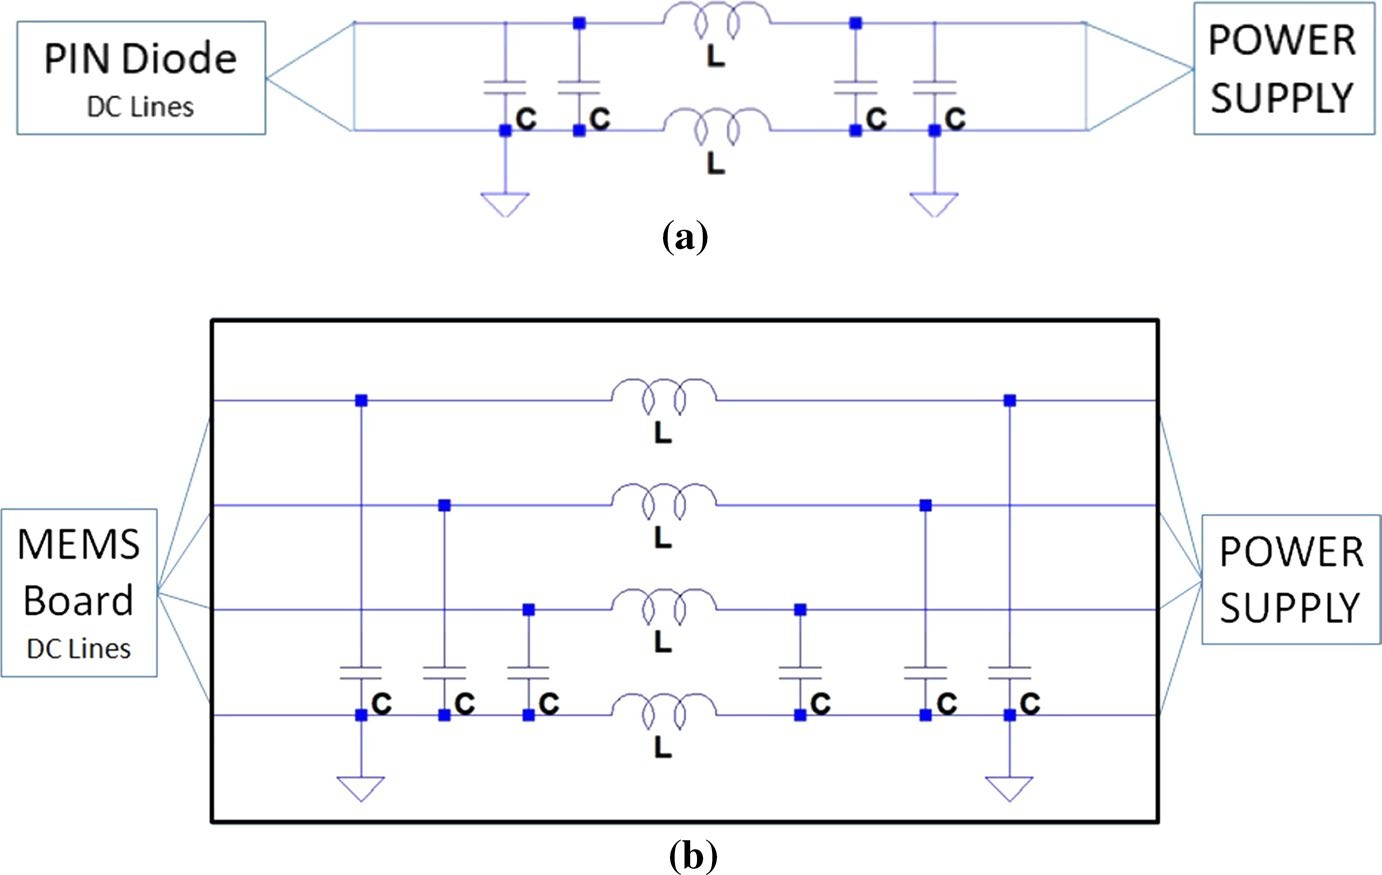 PIN Diode
DC Lines
POWER
SUPPLY
L
C
C
C
C
L
(a)
L
L
L
L
MEMS
Board
DC Lines
POWER
SUPPLY
C
C
C
C
C
C
(b)